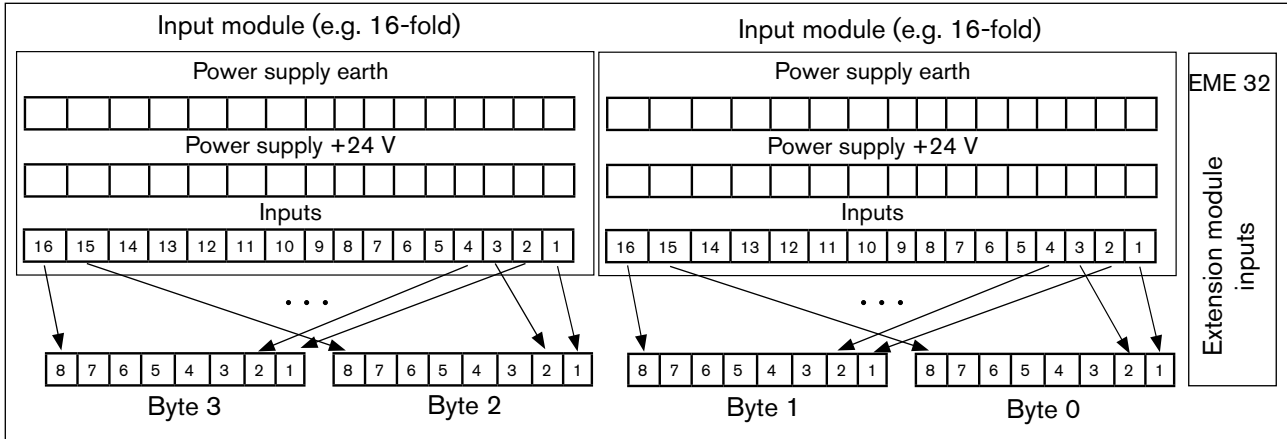 Input module (e.g. 16-fold)
Power supply earth
Power supply +24 V
Inputs
16 15 14 13 12 11 10 9 8 7 6 5 4 3 2 1
. . .
8 7 6 5 4 3 2 1 8 7 6 5 4 3 2 1
Byte 3 Byte 2
Input module (e.g. 16-fold)
Power supply earth
Power supply +24 V
Inputs
16 15 14 13 12 11 10 9 8 7 6 5 4 3 2 1
. . .
8 7 6 5 4 3 2 1 8 7 6 5 4 3 2 1
Byte 1 Byte 0
EME 32
Extension module
inputs